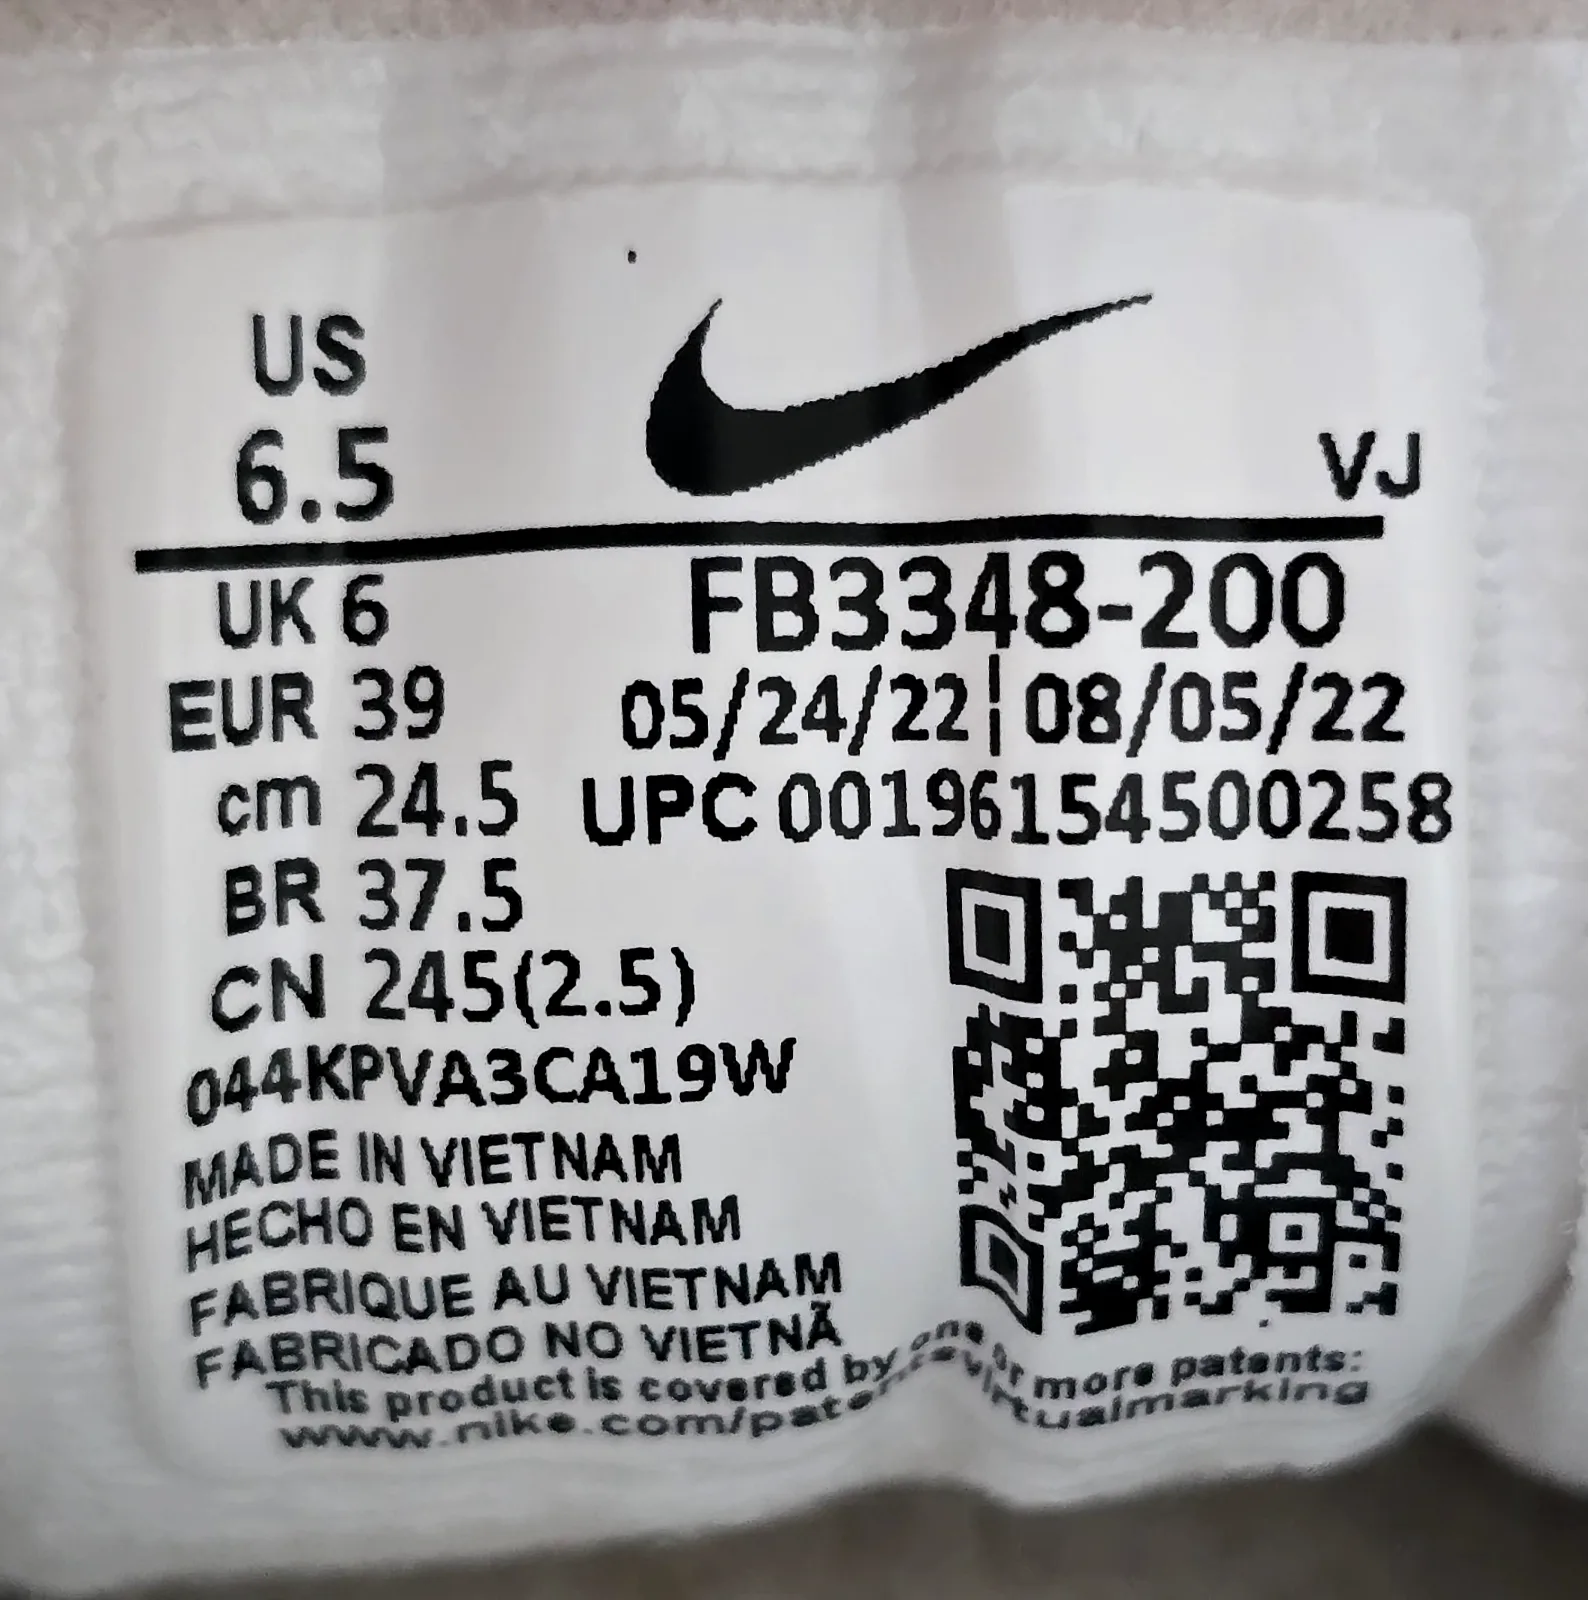 US
6.5
VJ
UK 6
FB3348-200
EUR 39
05/24/22 | 08/05/22
cm 24.5
UPC 00196154500258
BR 37.5
CN 245(2.5)
044KPVA3CA19W
MADE IN VIETNAM
HECHO EN VIETNAM
FABRIQUE AU VIETNAM
FABRICADO NO VIETNÃ
This product is covered by one or more patents:
www.nike.com/patents virtualmarking